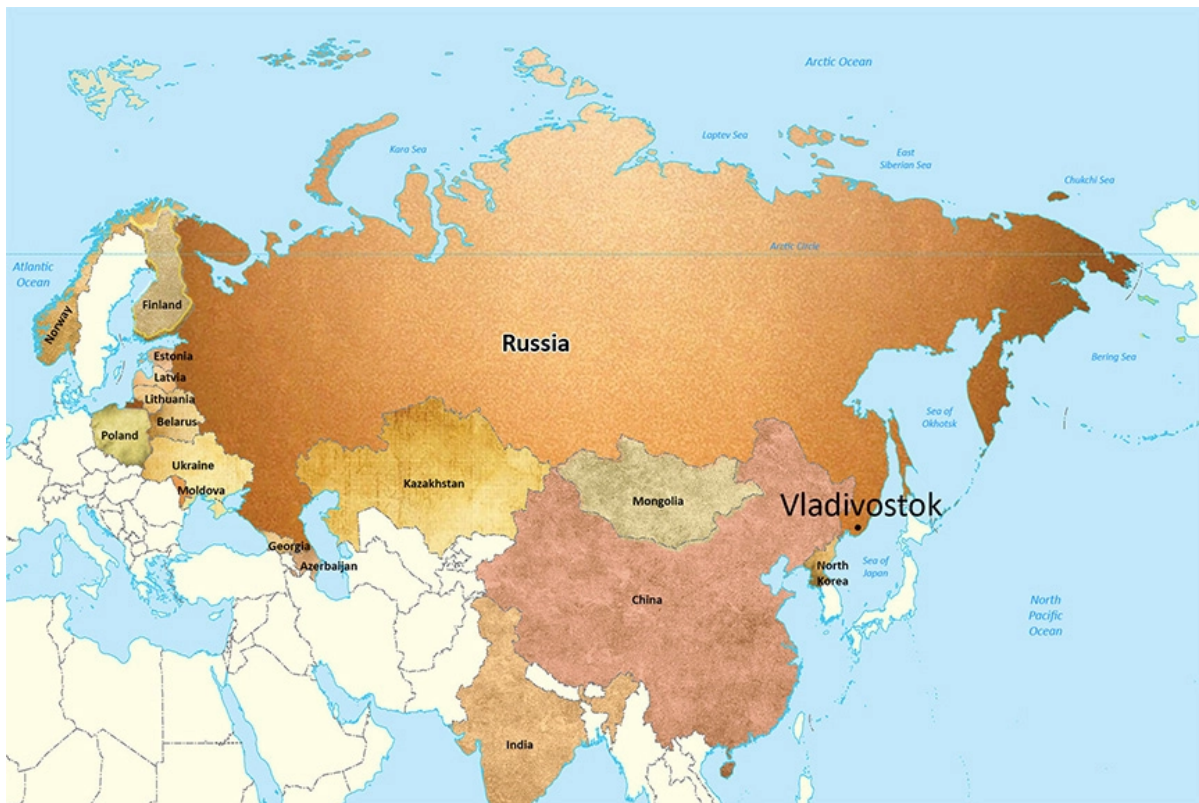 Arctic Ocean
Kara Sea
Laptev Sea
East
Siberian Sea
Chukchi Sea
Arctic Circle
Atlantic
Ocean
Finland
Norway
Russia
Estonia
Latvia
Lithuania
Belarus
Poland
Ukraine
Moldova
Kazakhstan
Mongolia
Bering Sea
Sea of
Okhotsk
Vladivostok
Georgia
Azerbaijan
North
Korea
Sea of
Japan
China
North
Pacific
Ocean
India